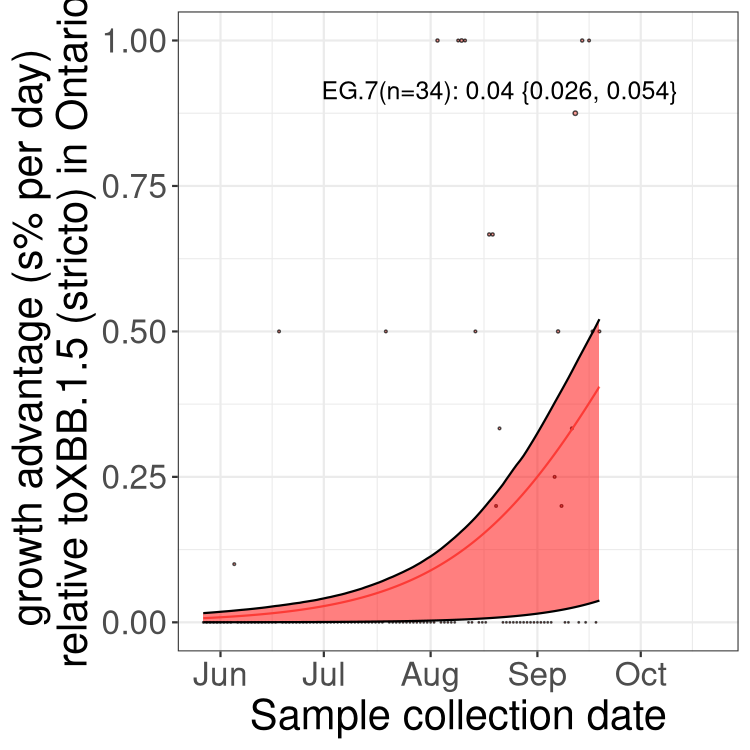 growth advantage (s% per day)
relative toXBB.1.5 (stricto) in Ontario
1.00
0.75
0.50
0.25
0.00
EG.7(n=34): 0.04 {0.026, 0.054}
Jun Jul Aug Sep Oct
Sample collection date